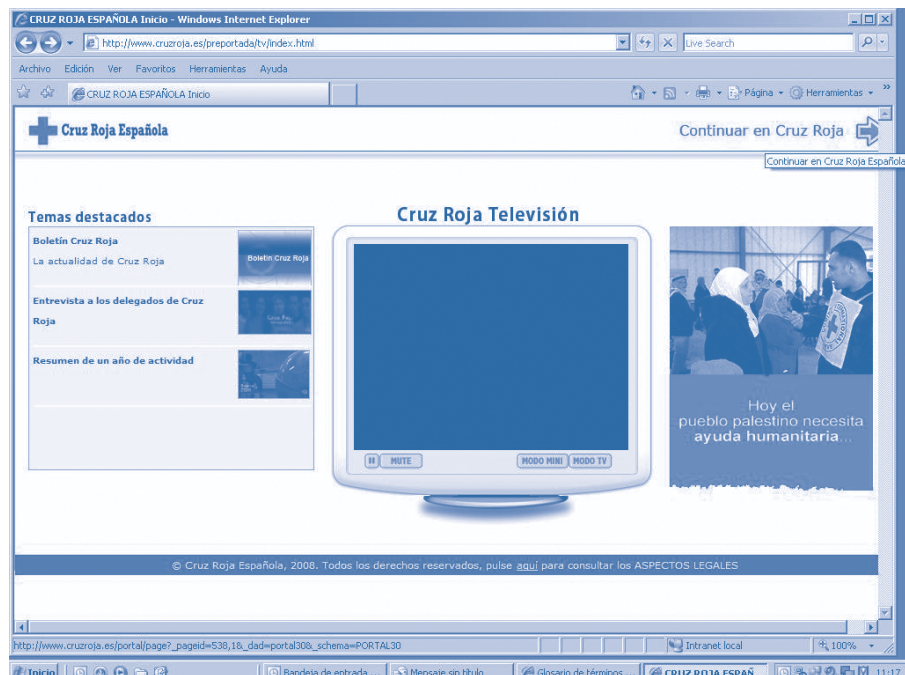 CRUZ ROJA ESPAÑOLA Inicio - Windows Internet Explorer
http://www.cruzroja.es/preportada/tv/index.html
Live Search
Archivo Edición Ver Favoritos Herramientas Ayuda
CRUZ ROJA ESPAÑOLA Inicio
Página
Herramientas
Cruz Roja Española
Continuar en Cruz Roja
Continuar en Cruz Roja Española
Temas destacados
Cruz Roja Televisión
Boletín Cruz Roja
La actualidad de Cruz Roja
Boletín Cruz Roja
Entrevista a los delegados de Cruz
Roja
Resumen de un año de actividad
Hoy el
pueblo palestino necesita
ayuda humanitaria...
MUTE
MODO MINI
MODO TV
© Cruz Roja Española, 2008. Todos los derechos reservados, pulse aquí para consultar los ASPECTOS LEGALES
http://www.cruzroja.es/portal/page?_pageid=538,1&_dad=portal30&_schema=PORTAL30
Intranet local
100%
Inicio
Bandeja de entrada ...
Mensaje sin título
Glosario de términos ...
CRUZ ROJA ESPAÑ...
11:17